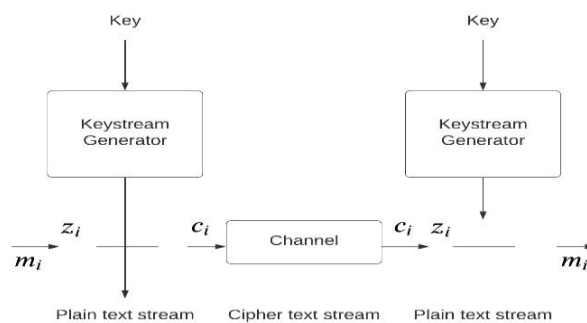 Key
Key
Keystream
Generator
Keystream
Generator
z_i
c_i
Channel
c_i
z_i
m_i
m_i
Plain text stream
Cipher text stream
Plain text stream